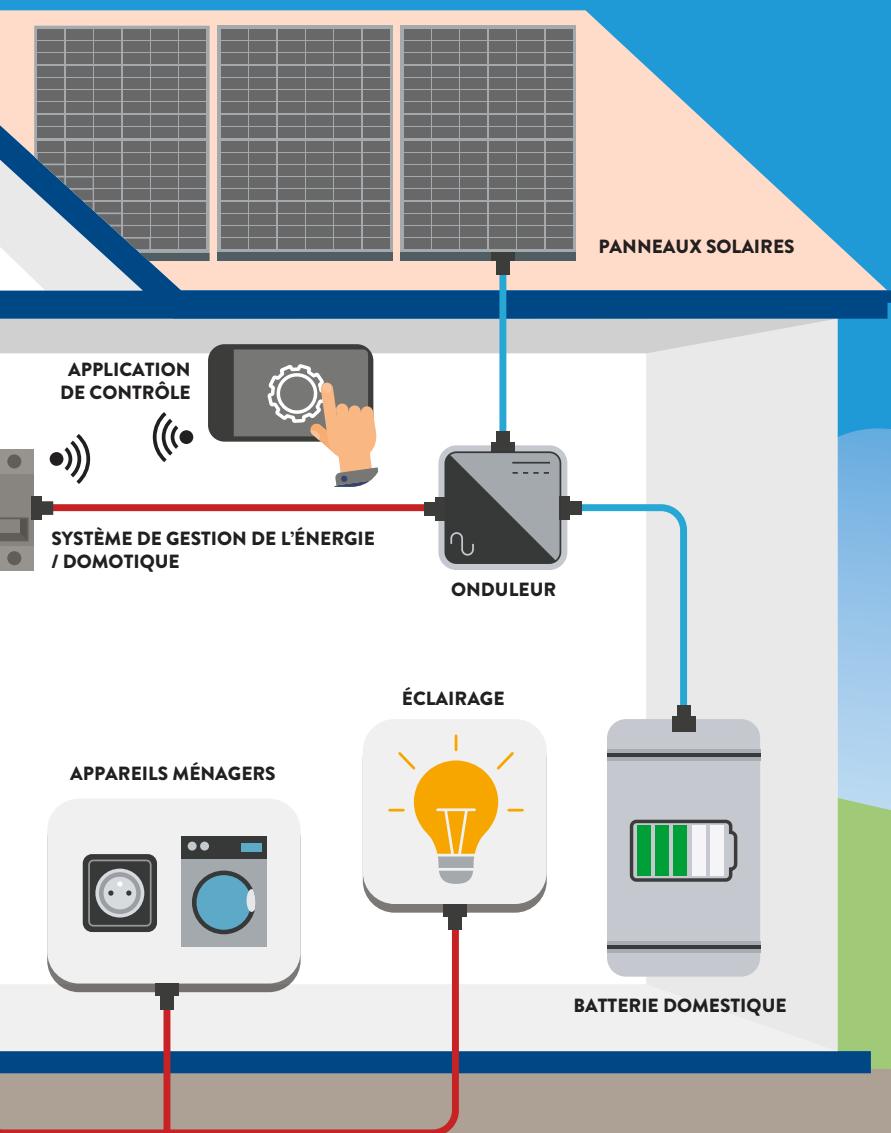 PANNEAUX SOLAIRES
APPLICATION
DE CONTRÔLE
SYSTÈME DE GESTION DE L'ÉNERGIE
/ DOMOTIQUE
ONDULEUR
ÉCLAIRAGE
APPAREILS MÉNAGERS
BATTERIE DOMESTIQUE